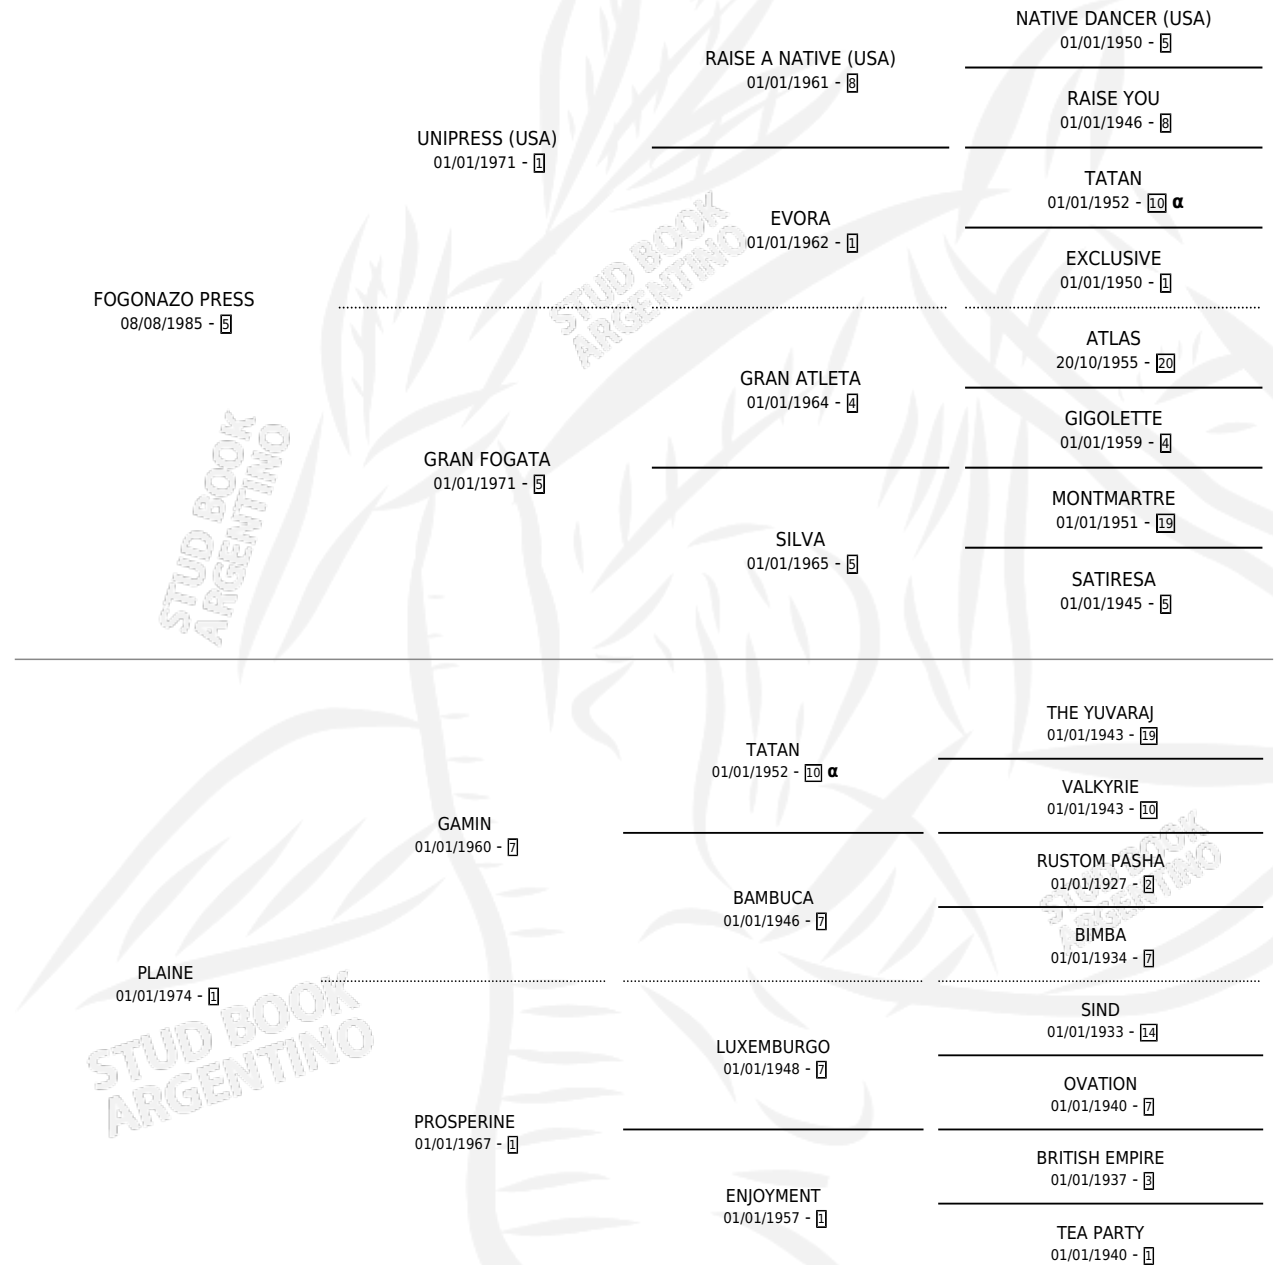 NATIVE DANCER (USA)
01/01/1950 - 5
RAISE A NATIVE (USA)
01/01/1961 - 8
RAISE YOU
01/01/1946 - 8
UNIPRESS (USA)
01/01/1971 - 1
TATAN
01/01/1952 - 10 α
EVORA
01/01/1962 - 1
EXCLUSIVE
01/01/1950 - 1
FOGONAZO PRESS
08/08/1985 - 5
ATLAS
20/10/1955 - 20
GRAN ATLETA
01/01/1964 - 4
GIGOLETTE
01/01/1959 - 4
GRAN FOGATA
01/01/1971 - 5
MONTMARTRE
01/01/1951 - 19
SILVA
01/01/1965 - 5
SATIRESA
01/01/1945 - 5
THE YUVARAJ
01/01/1943 - 19
TATAN
01/01/1952 - 10 α
VALKYRIE
01/01/1943 - 10
GAMIN
01/01/1960 - 7
RUSTOM PASHA
01/01/1927 - 2
BAMBUCA
01/01/1946 - 7
BIMBA
01/01/1934 - 7
PLAINE
01/01/1974 - 1
SIND
01/01/1933 - 14
LUXEMBURGO
01/01/1948 - 7
OVATION
01/01/1940 - 7
PROSPERINE
01/01/1967 - 1
BRITISH EMPIRE
01/01/1937 - 3
ENJOYMENT
01/01/1957 - 1
TEA PARTY
01/01/1940 - 1
STUD BOOK
ARGENTINO
STUD BOOK
ARGENTINO
STUD BOOK
ARGENTINO
STUD BOOK
ARGENTINO